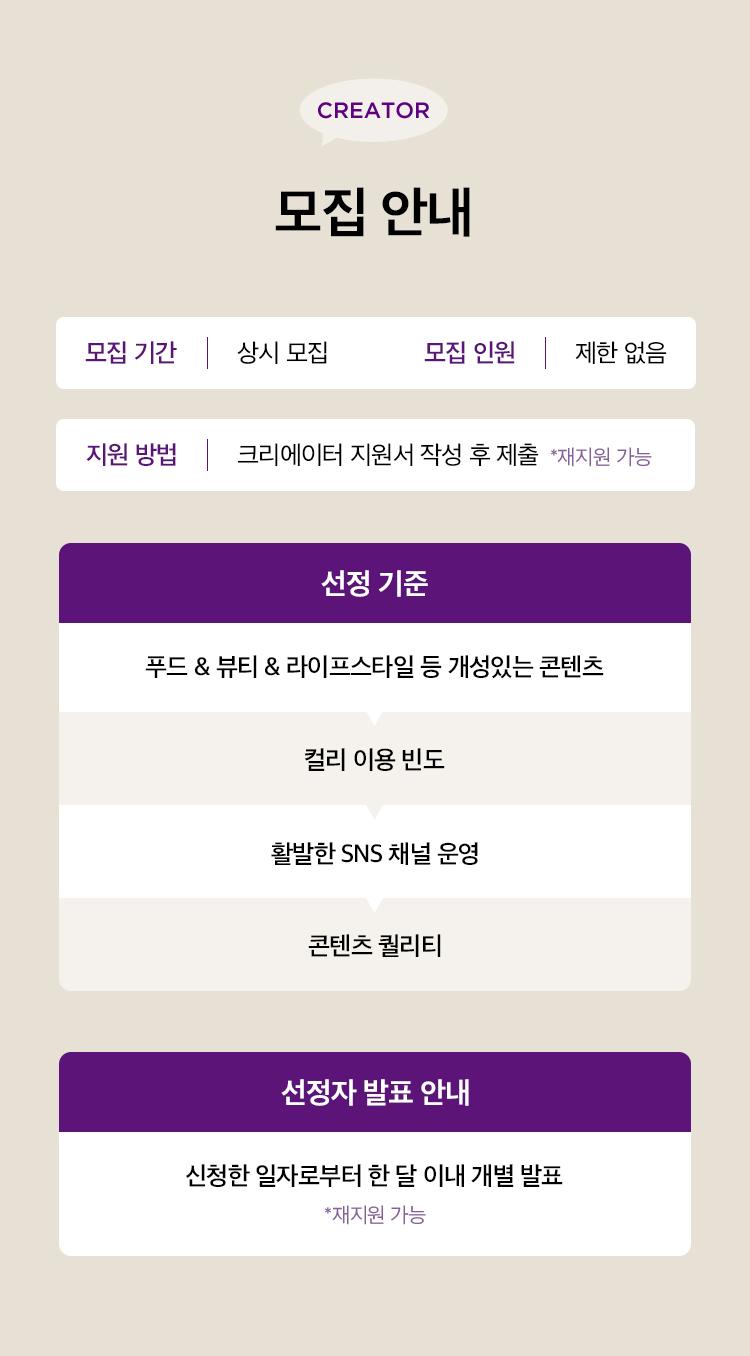 CREATOR
모집 안내
모집 기간 상시 모집 모집 인원 제한 없음
지원 방법 크리에이터 지원서 작성 후 제출 *재지원 가능
선정 기준
푸드 & 뷰티 & 라이프스타일 등 개성있는 콘텐츠
컬리 이용 빈도
활발한 SNS 채널 운영
콘텐츠 퀄리티
선정자 발표 안내
신청한 일자로부터 한 달 이내 개별 발표
*재지원 가능